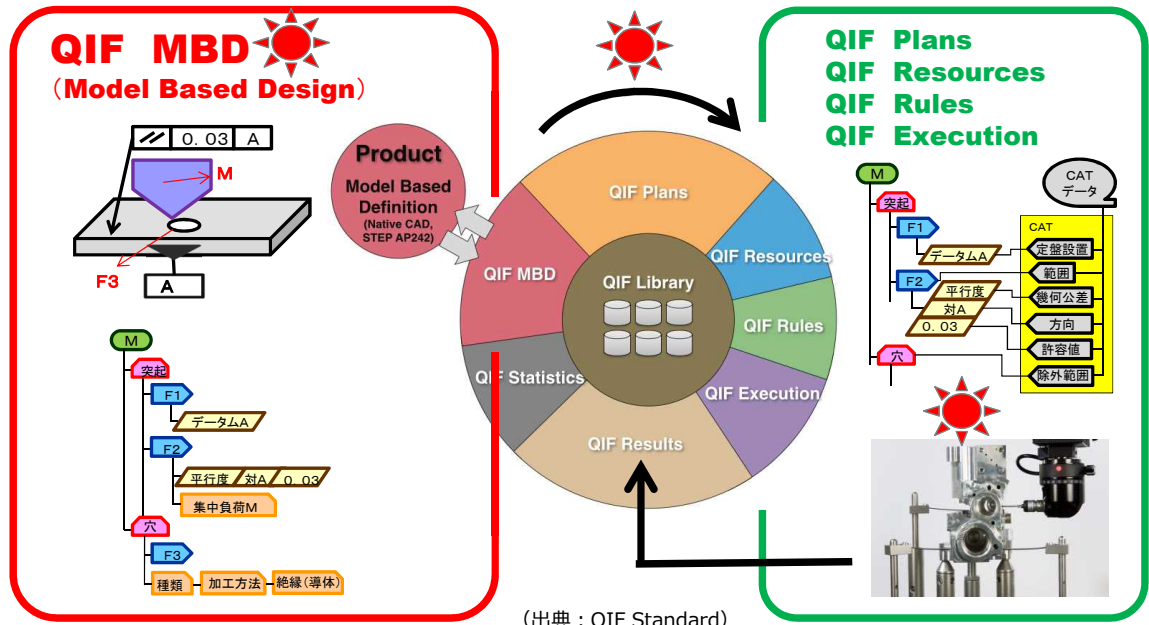 QIF MBD
（Model Based Design）
// 0. 03 A
M
F3
A
M
突起
F1
データムA
F2
平行度 対A 0. 03
集中負荷M
穴
F3
種類 加工方法 絶縁(導体)
Product
Model Based
Definition
(Native CAD,
STEP AP242)
QIF MBD
QIF Plans
QIF Resources
QIF Rules
QIF Execution
QIF Results
QIF Statistics
QIF Library
（出典：QIF Standard）
QIF Plans
QIF Resources
QIF Rules
QIF Execution
M
突起
F1
データムA
F2
平行度
対A
0. 03
穴
CAT
データ
CAT
定盤設置
範囲
幾何公差
方向
許容値
除外範囲